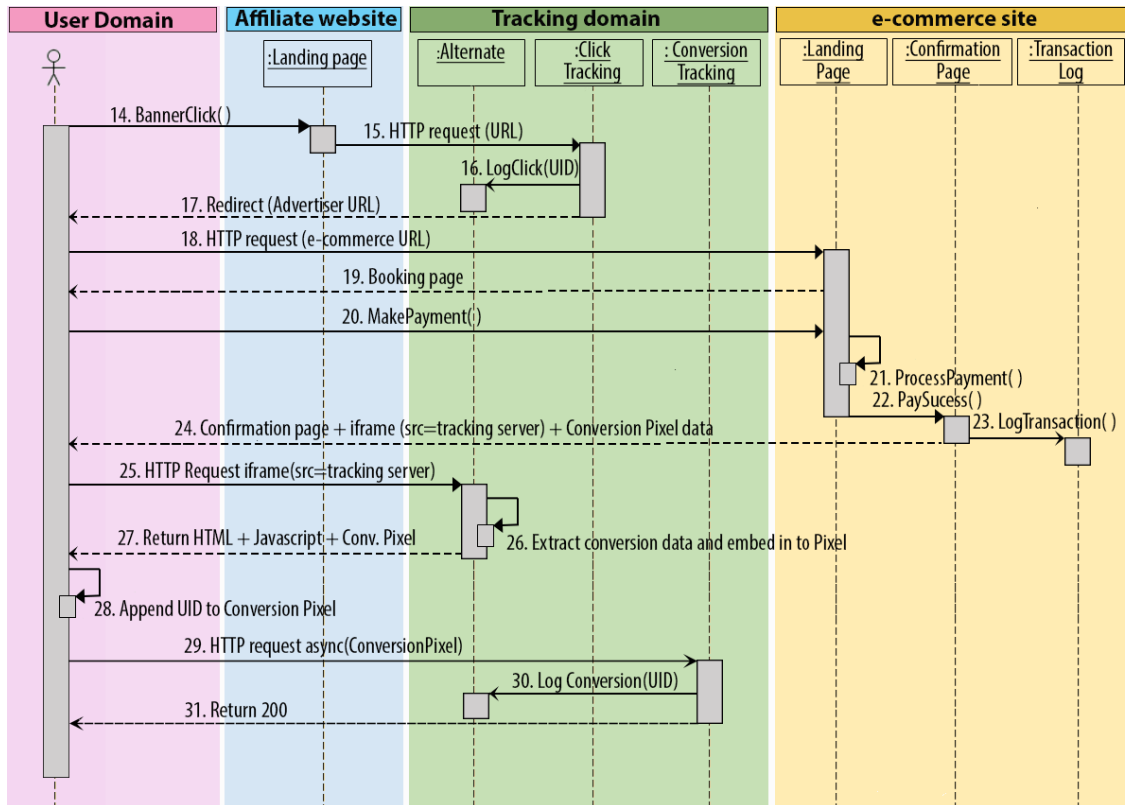 User Domain
Affiliate website
Tracking domain
e-commerce site
:Landing page
:Alternate
:Click
Tracking
: Conversion
Tracking
:Landing
Page
:Confirmation
Page
:Transaction
Log
14. BannerClick( )
15. HTTP request (URL)
16. LogClick(UID)
17. Redirect (Advertiser URL)
18. HTTP request (e-commerce URL)
19. Booking page
20. MakePayment( )
21. ProcessPayment( )
22. PaySucess( )
23. LogTransaction( )
24. Confirmation page + iframe (src=tracking server) + Conversion Pixel data
25. HTTP Request iframe(src=tracking server)
26. Extract conversion data and embed in to Pixel
27. Return HTML + Javascript + Conv. Pixel
28. Append UID to Conversion Pixel
29. HTTP request async(ConversionPixel)
30. Log Conversion(UID)
31. Return 200